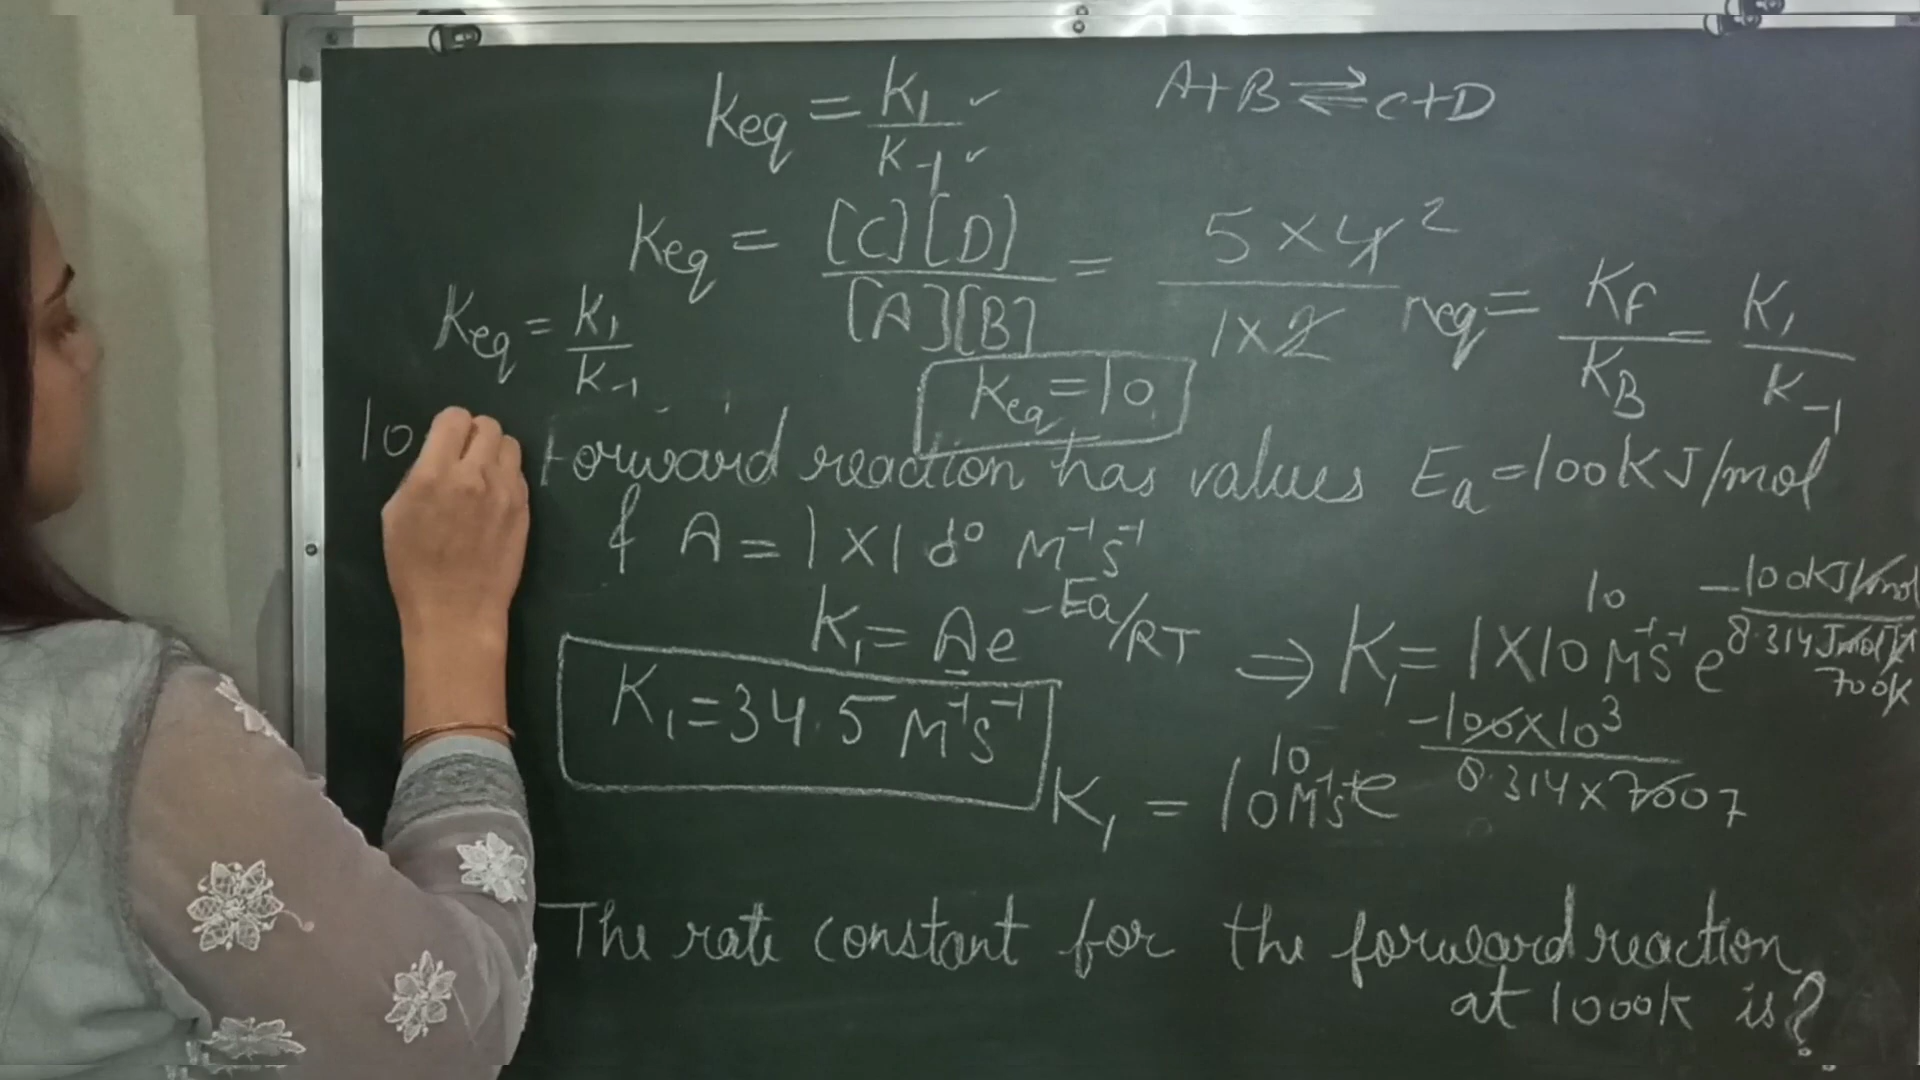 Keq = K1/K-1 ✓ ✓
A+B ⇌ C+D
Keq = [C][D]/[A][B] = 5×4²/1×2
Keq = K1/K-1
req = KF/KB = K1/K-1
Keq = 10
10
Forward reaction has values Ea = 100KJ/mol
& A = 1×10¹⁰ M⁻¹S⁻¹
K1 = Ae^-Ea/RT ⇒ K1 = 1×10¹⁰ M⁻¹S⁻¹ e^-100KJ/mol / 8.314 J mol 700K
K1 = 34.5 M⁻¹S⁻¹
K1 = 10¹⁰ M⁻¹S⁻¹ e^-100×10³ / 8.314×700 7
The rate constant for the forward reaction
at 1000K is?